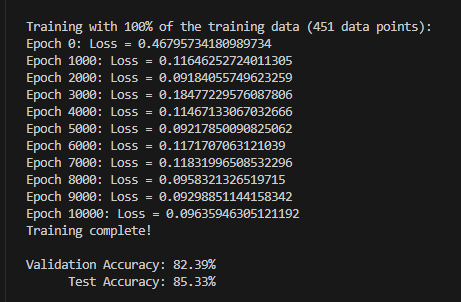 Training with 100% of the training data (451 data points):
Epoch 0: Loss = 0.46795734180989734
Epoch 1000: Loss = 0.11646252724011305
Epoch 2000: Loss = 0.09184055749623259
Epoch 3000: Loss = 0.18477229576087806
Epoch 4000: Loss = 0.11467133067032666
Epoch 5000: Loss = 0.09217850090825062
Epoch 6000: Loss = 0.1171707063121039
Epoch 7000: Loss = 0.11831996508532296
Epoch 8000: Loss = 0.0958321326519715
Epoch 9000: Loss = 0.09298851144158342
Epoch 10000: Loss = 0.09635946305121192
Training complete!
Validation Accuracy: 82.39%
Test Accuracy: 85.33%